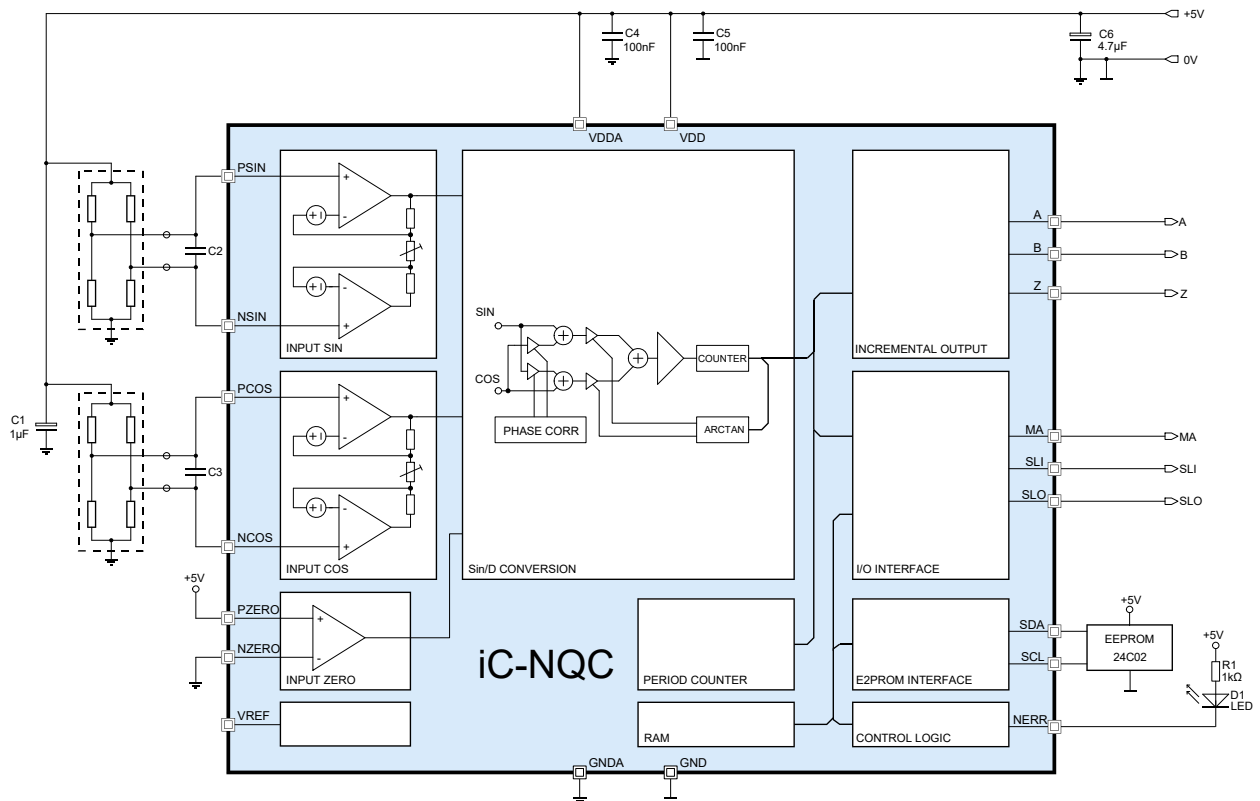 +5V
C4
100nF
C5
100nF
C6
4.7µF
0V
VDDA
VDD
PSIN
C2
NSIN
INPUT SIN
SIN
COS
COUNTER
PHASE CORR
ARCTAN
Sin/D CONVERSION
A
A
B
B
Z
Z
INCREMENTAL OUTPUT
C1
1µF
PCOS
C3
NCOS
INPUT COS
MA
MA
SLI
SLI
SLO
SLO
I/O INTERFACE
+5V
PZERO
NZERO
INPUT ZERO
VREF
iC-NQC
PERIOD COUNTER
RAM
SDA
SCL
E2PROM INTERFACE
+5V
EEPROM
24C02
+5V
R1
1kΩ
D1
LED
NERR
CONTROL LOGIC
GNDA
GND
+
-
-
+
+
-
-
+
+
-